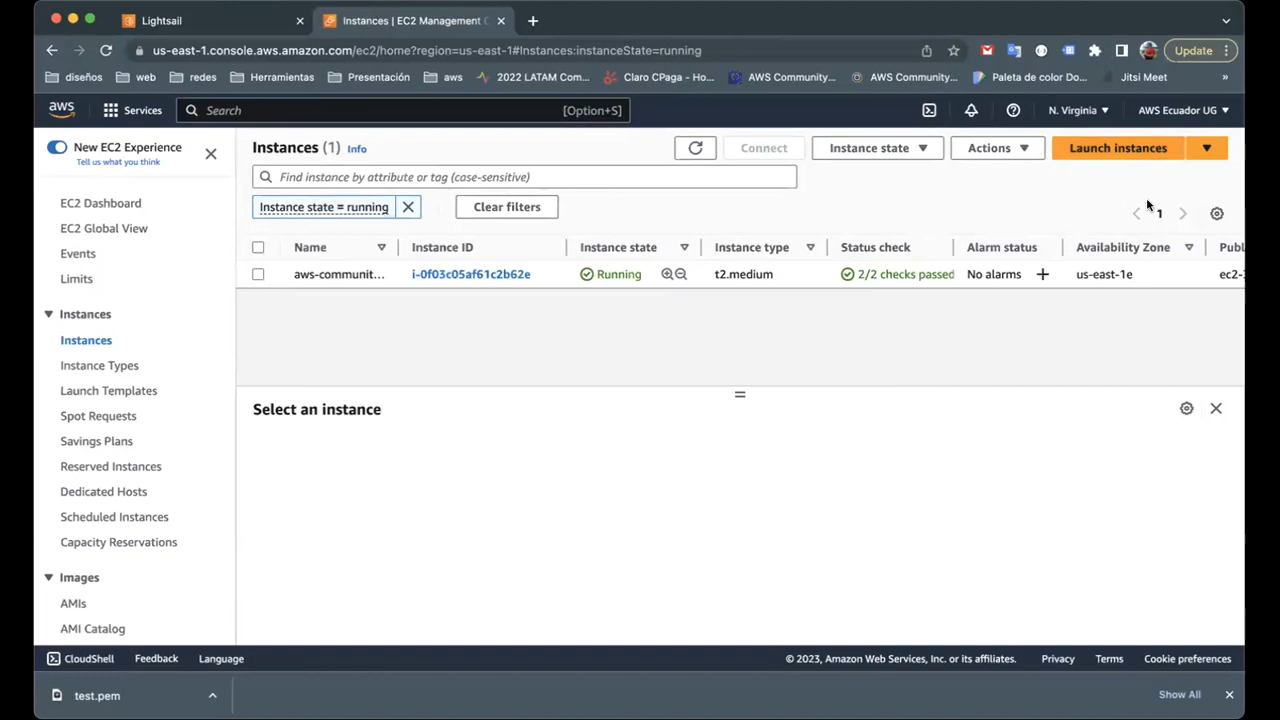 Lightsail
Instances | EC2 Management C
us-east-1.console.aws.amazon.com/ec2/home?region=us-east-1#Instances:instanceState=running
Update
diseños web redes Herramientas Presentación aws 2022 LATAM Com... Claro CPaga - Ho... AWS Community... AWS Community... Paleta de color Do... Jitsi Meet »
aws Services Search [Option+S] N. Virginia AWS Ecuador UG
New EC2 Experience
Tell us what you think
EC2 Dashboard
EC2 Global View
Events
Limits
Instances
Instances
Instance Types
Launch Templates
Spot Requests
Savings Plans
Reserved Instances
Dedicated Hosts
Scheduled Instances
Capacity Reservations
Images
AMIs
AMI Catalog
Instances (1) Info
Connect Instance state Actions Launch instances
Find instance by attribute or tag (case-sensitive)
Instance state = running Clear filters
1
Name Instance ID Instance state Instance type Status check Alarm status Availability Zone Publ
aws-communit... i-0f03c05af61c2b62e Running t2.medium 2/2 checks passed No alarms + us-east-1e ec2-
Select an instance
CloudShell Feedback Language © 2023, Amazon Web Services, Inc. or its affiliates. Privacy Terms Cookie preferences
test.pem Show All